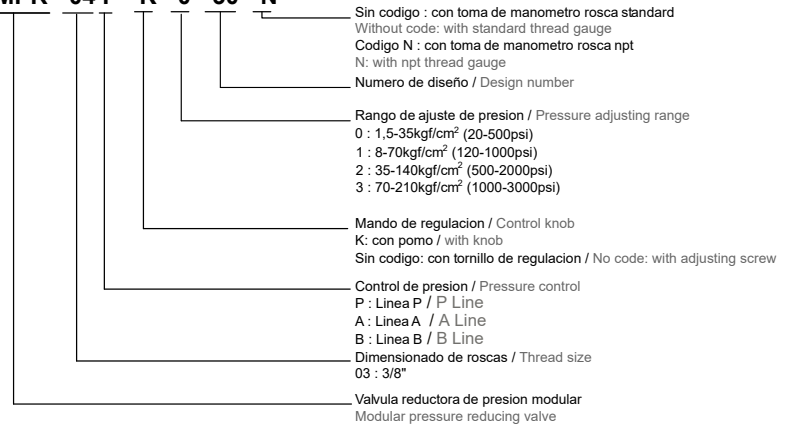 Sin codigo : con toma de manometro rosca standard
Without code: with standard thread gauge
Codigo N : con toma de manometro rosca npt
N: with npt thread gauge
Numero de diseño / Design number
Rango de ajuste de presion / Pressure adjusting range
0 : 1,5-35kgf/cm² (20-500psi)
1 : 8-70kgf/cm² (120-1000psi)
2 : 35-140kgf/cm² (500-2000psi)
3 : 70-210kgf/cm² (1000-3000psi)
Mando de regulacion / Control knob
K: con pomo / with knob
Sin codigo: con tornillo de regulacion / No code: with adjusting screw
Control de presion / Pressure control
P : Linea P / P Line
A : Linea A / A Line
B : Linea B / B Line
Dimensionado de roscas / Thread size
03 : 3/8"
Valvula reductora de presion modular
Modular pressure reducing valve